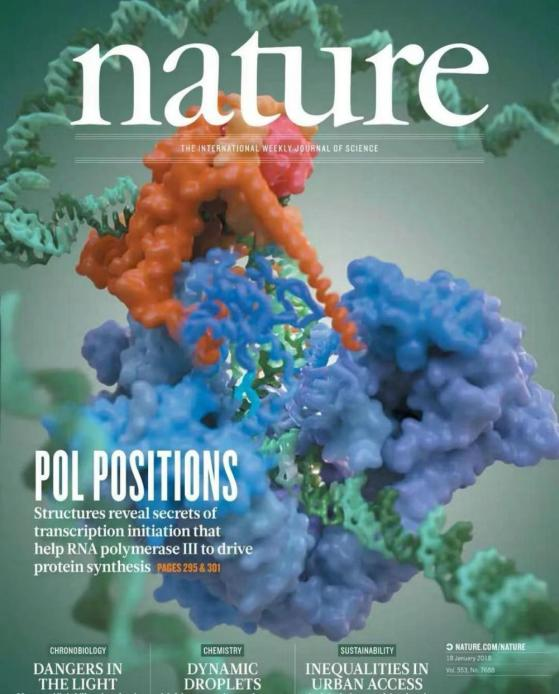 nature
THE INTERNATIONAL WEEKLY JOURNAL OF SCIENCE
POL POSITIONS
Structures reveal secrets of
transcription initiation that
help RNA polymerase III to drive
protein synthesis PAGES 295 & 301
CHRONOBIOLOGY
DANGERS IN
THE LIGHT
CHEMISTRY
DYNAMIC
DROPLETS
SUSTAINABILITY
INEQUALITIES IN
URBAN ACCESS
NATURE.COM/NATURE
18 January 2018
Vol. 553, No. 7688